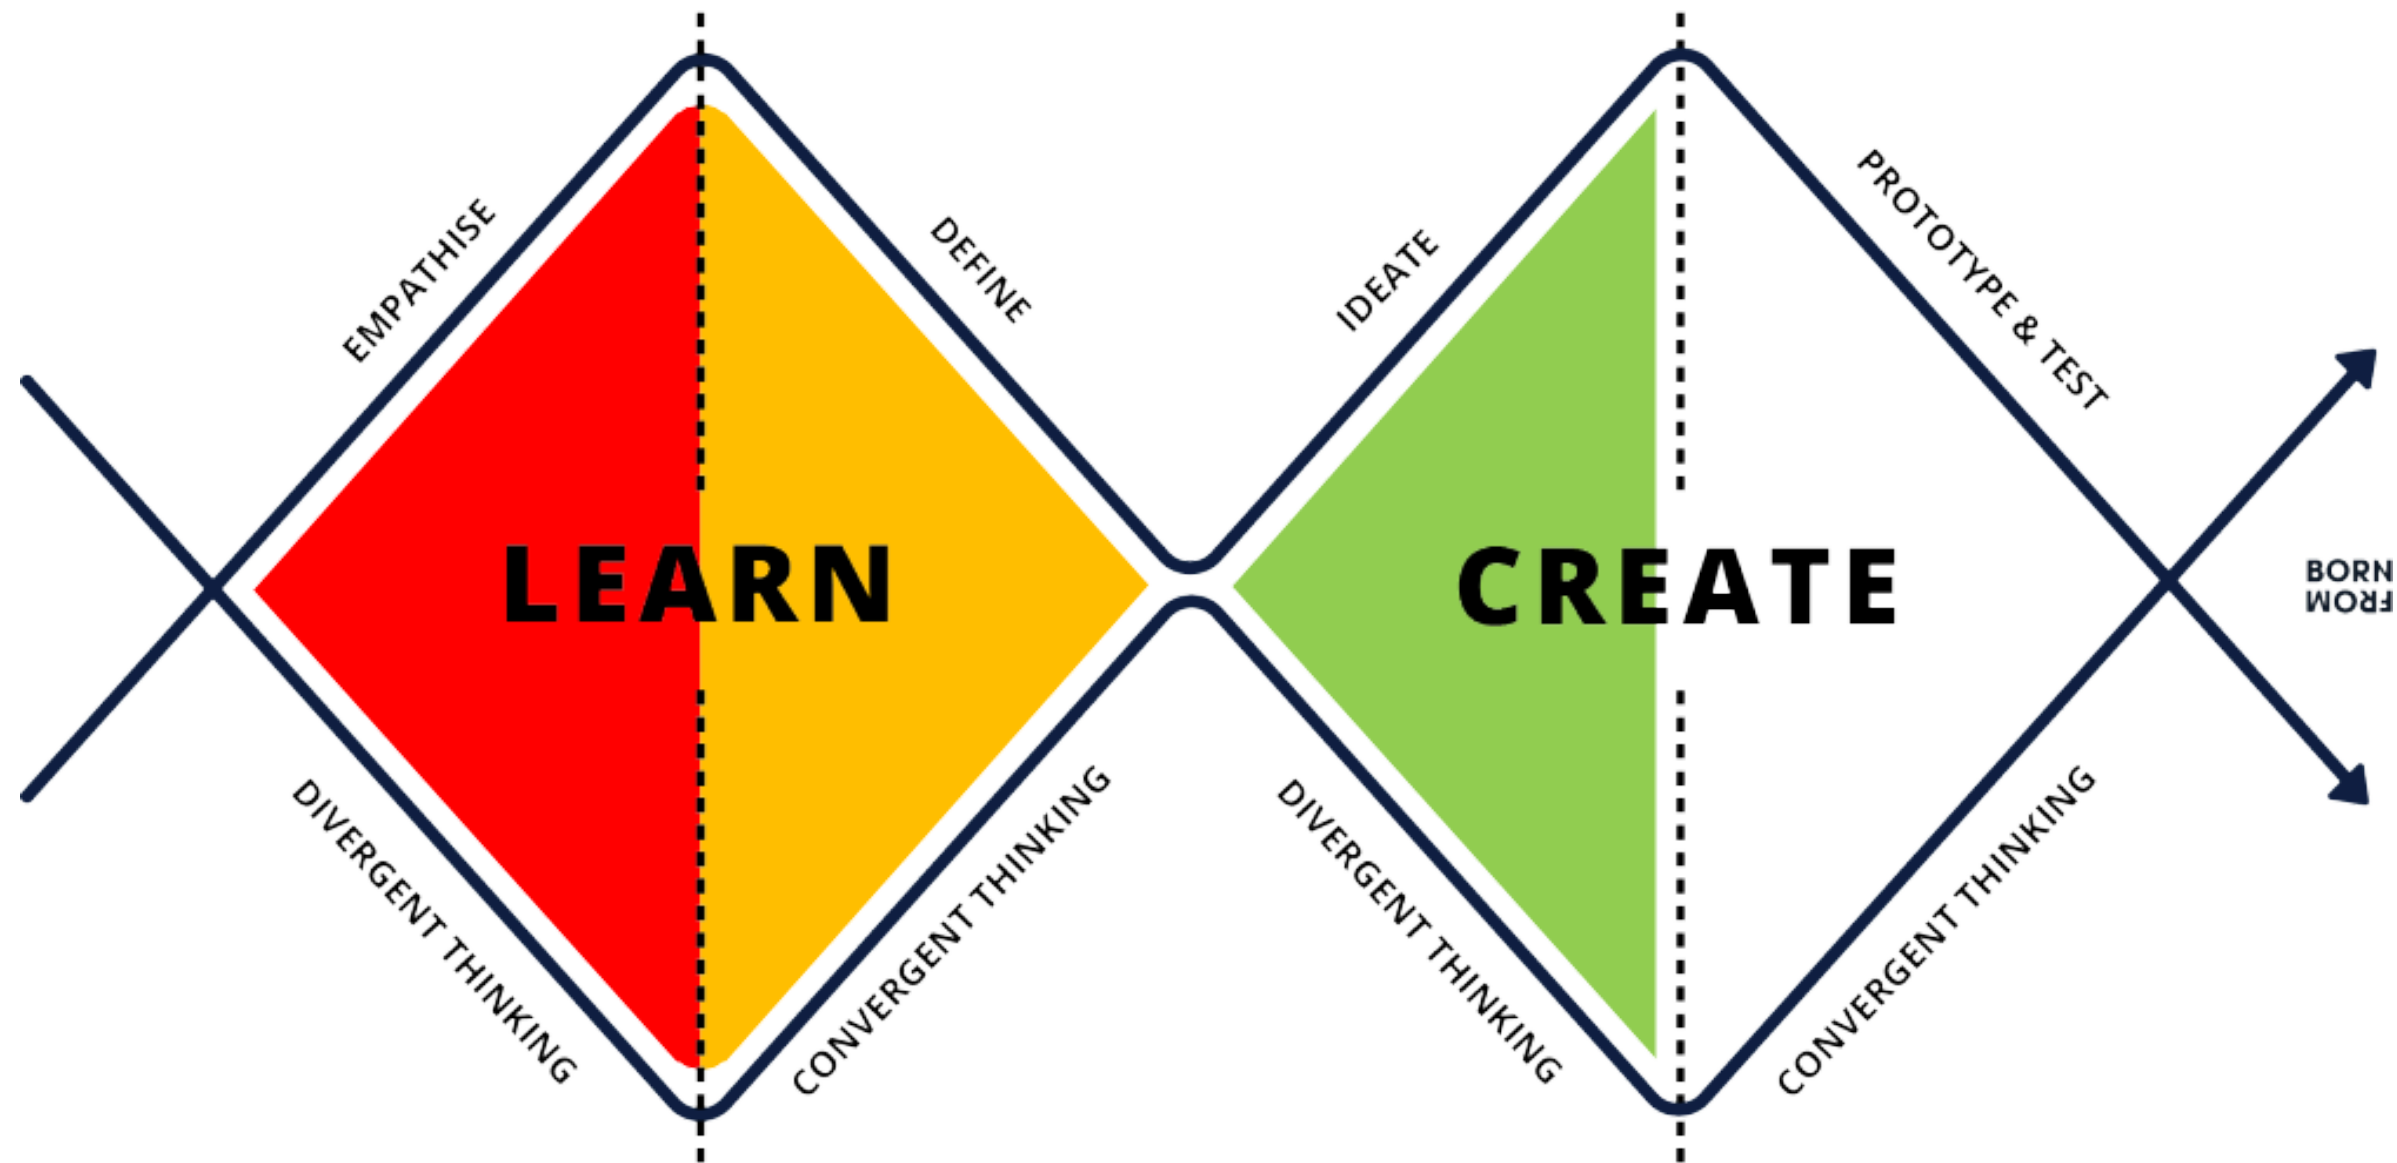 EMPATHISE
DEFINE
IDEATE
PROTOTYPE & TEST
LEARN
CREATE
BORN
FROM
DIVERGENT THINKING
CONVERGENT THINKING
DIVERGENT THINKING
CONVERGENT THINKING